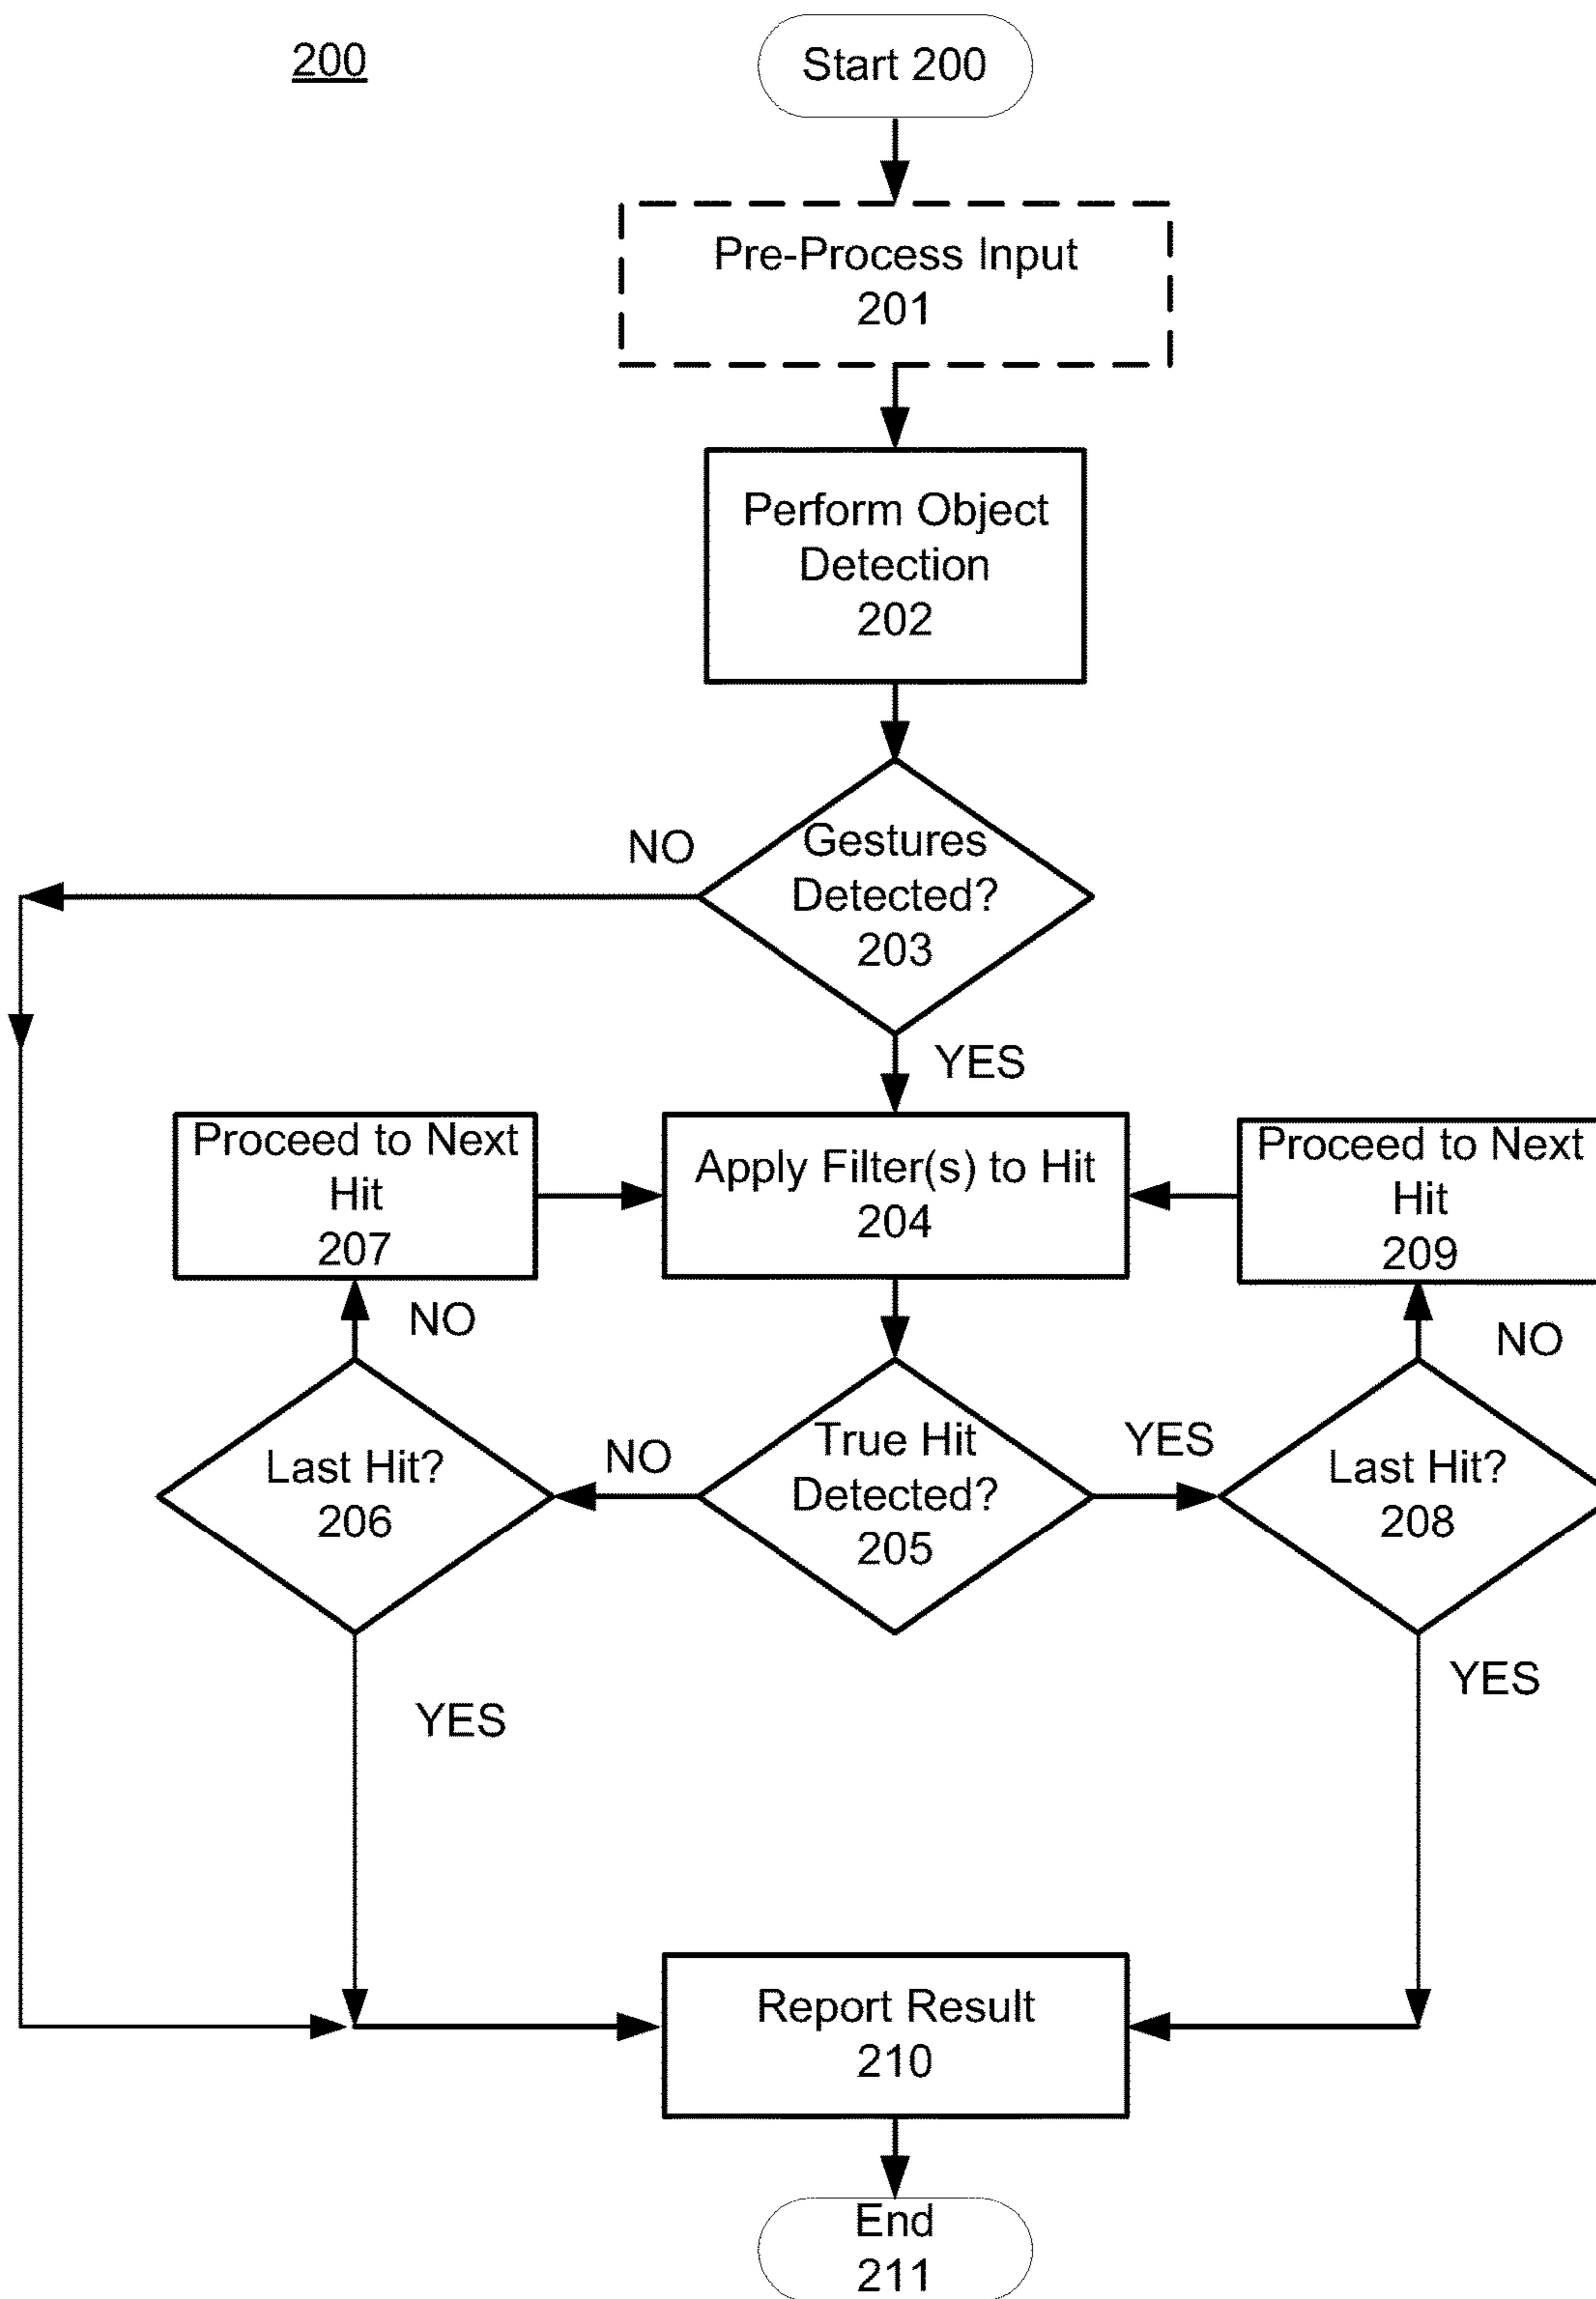 200
Start 200
Pre-Process Input
201
Perform Object
Detection
202
NO
Gestures
Detected?
203
YES
Proceed to Next
Hit
207
Apply Filter(s) to Hit
204
Proceed to Next
Hit
209
NO
NO
Last Hit?
206
NO
True Hit
Detected?
205
YES
Last Hit?
208
YES
YES
Report Result
210
End
211